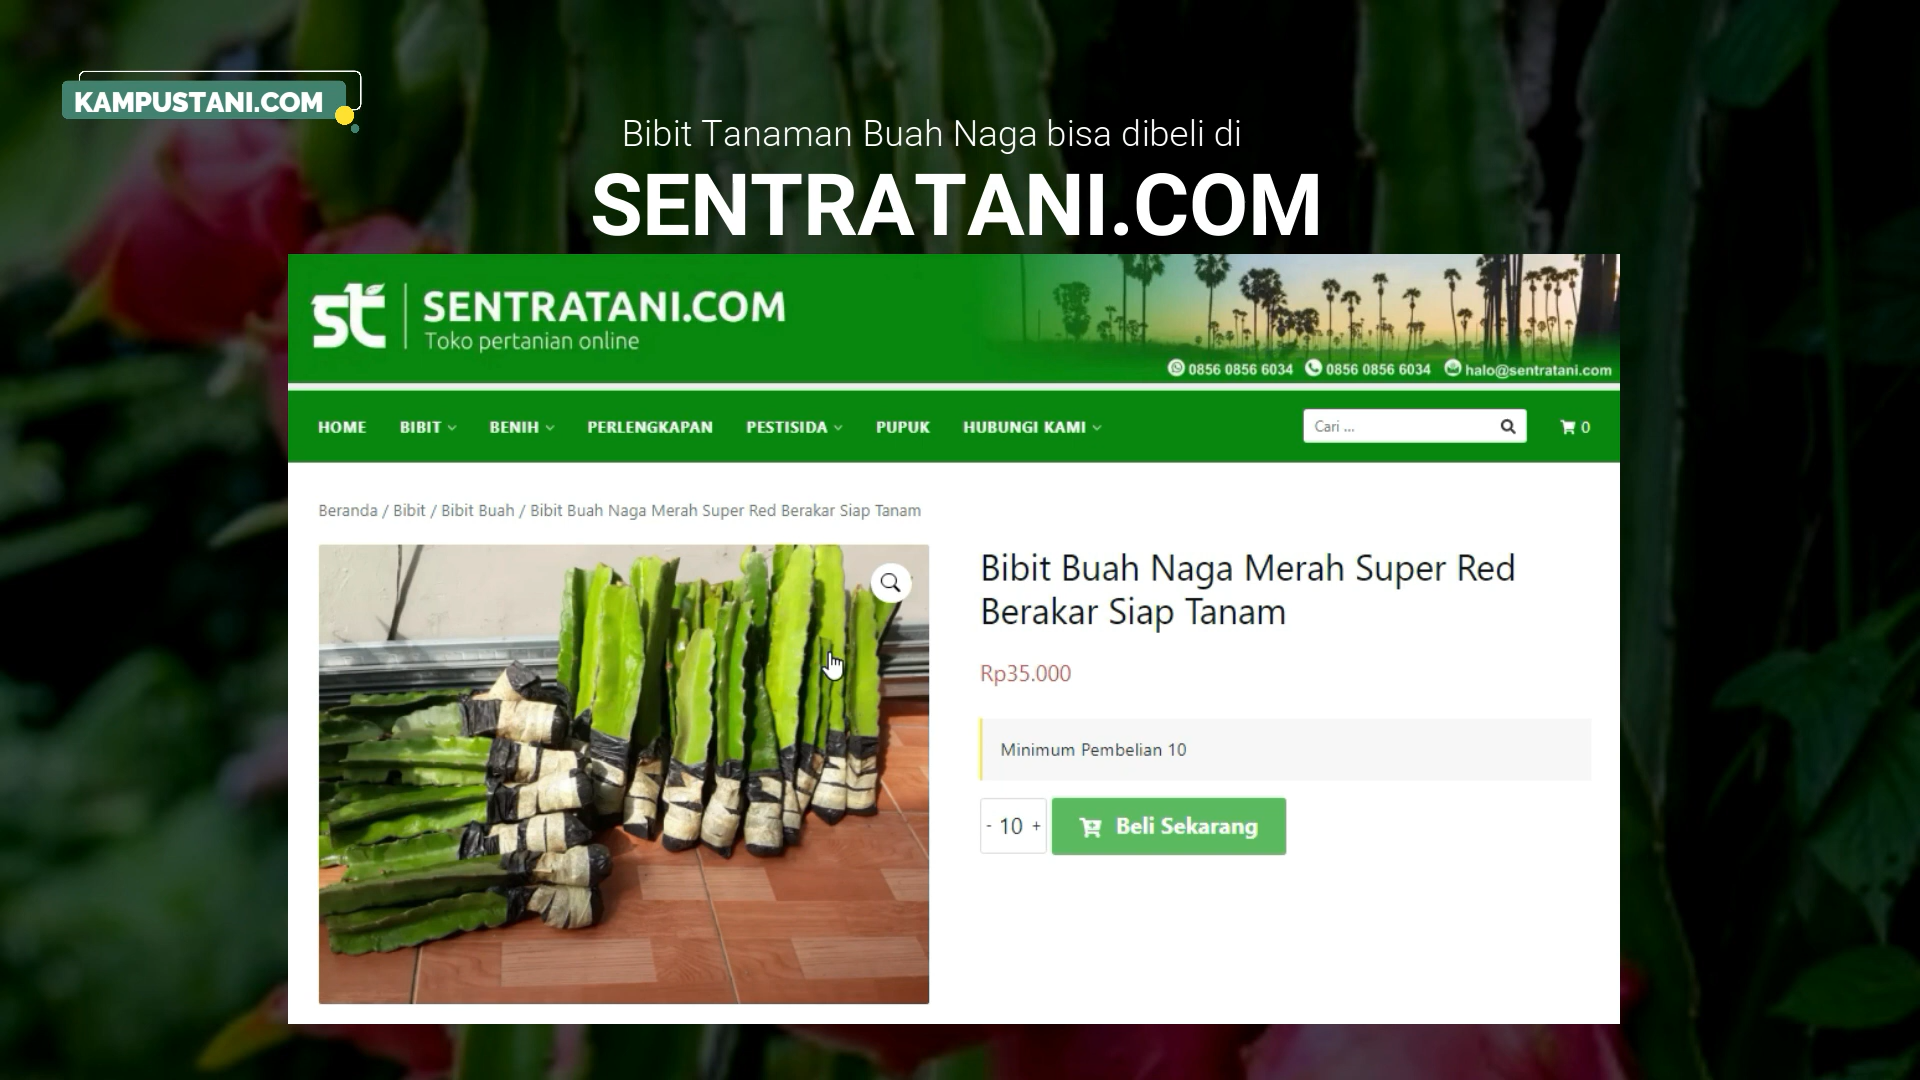 KAMPUSTANI.COM
Bibit Tanaman Buah Naga bisa dibeli di
SENTRATANI.COM
st SENTRATANI.COM
Toko pertanian online
0856 0856 6034 0856 0856 6034 halo@sentratani.com
HOME BIBIT BENIH PERLENGKAPAN PESTISIDA PUPUK HUBUNGI KAMI Cari ... 0
Beranda / Bibit / Bibit Buah / Bibit Buah Naga Merah Super Red Berakar Siap Tanam
Bibit Buah Naga Merah Super Red
Berakar Siap Tanam
Rp35.000
Minimum Pembelian 10
- 10 + Beli Sekarang